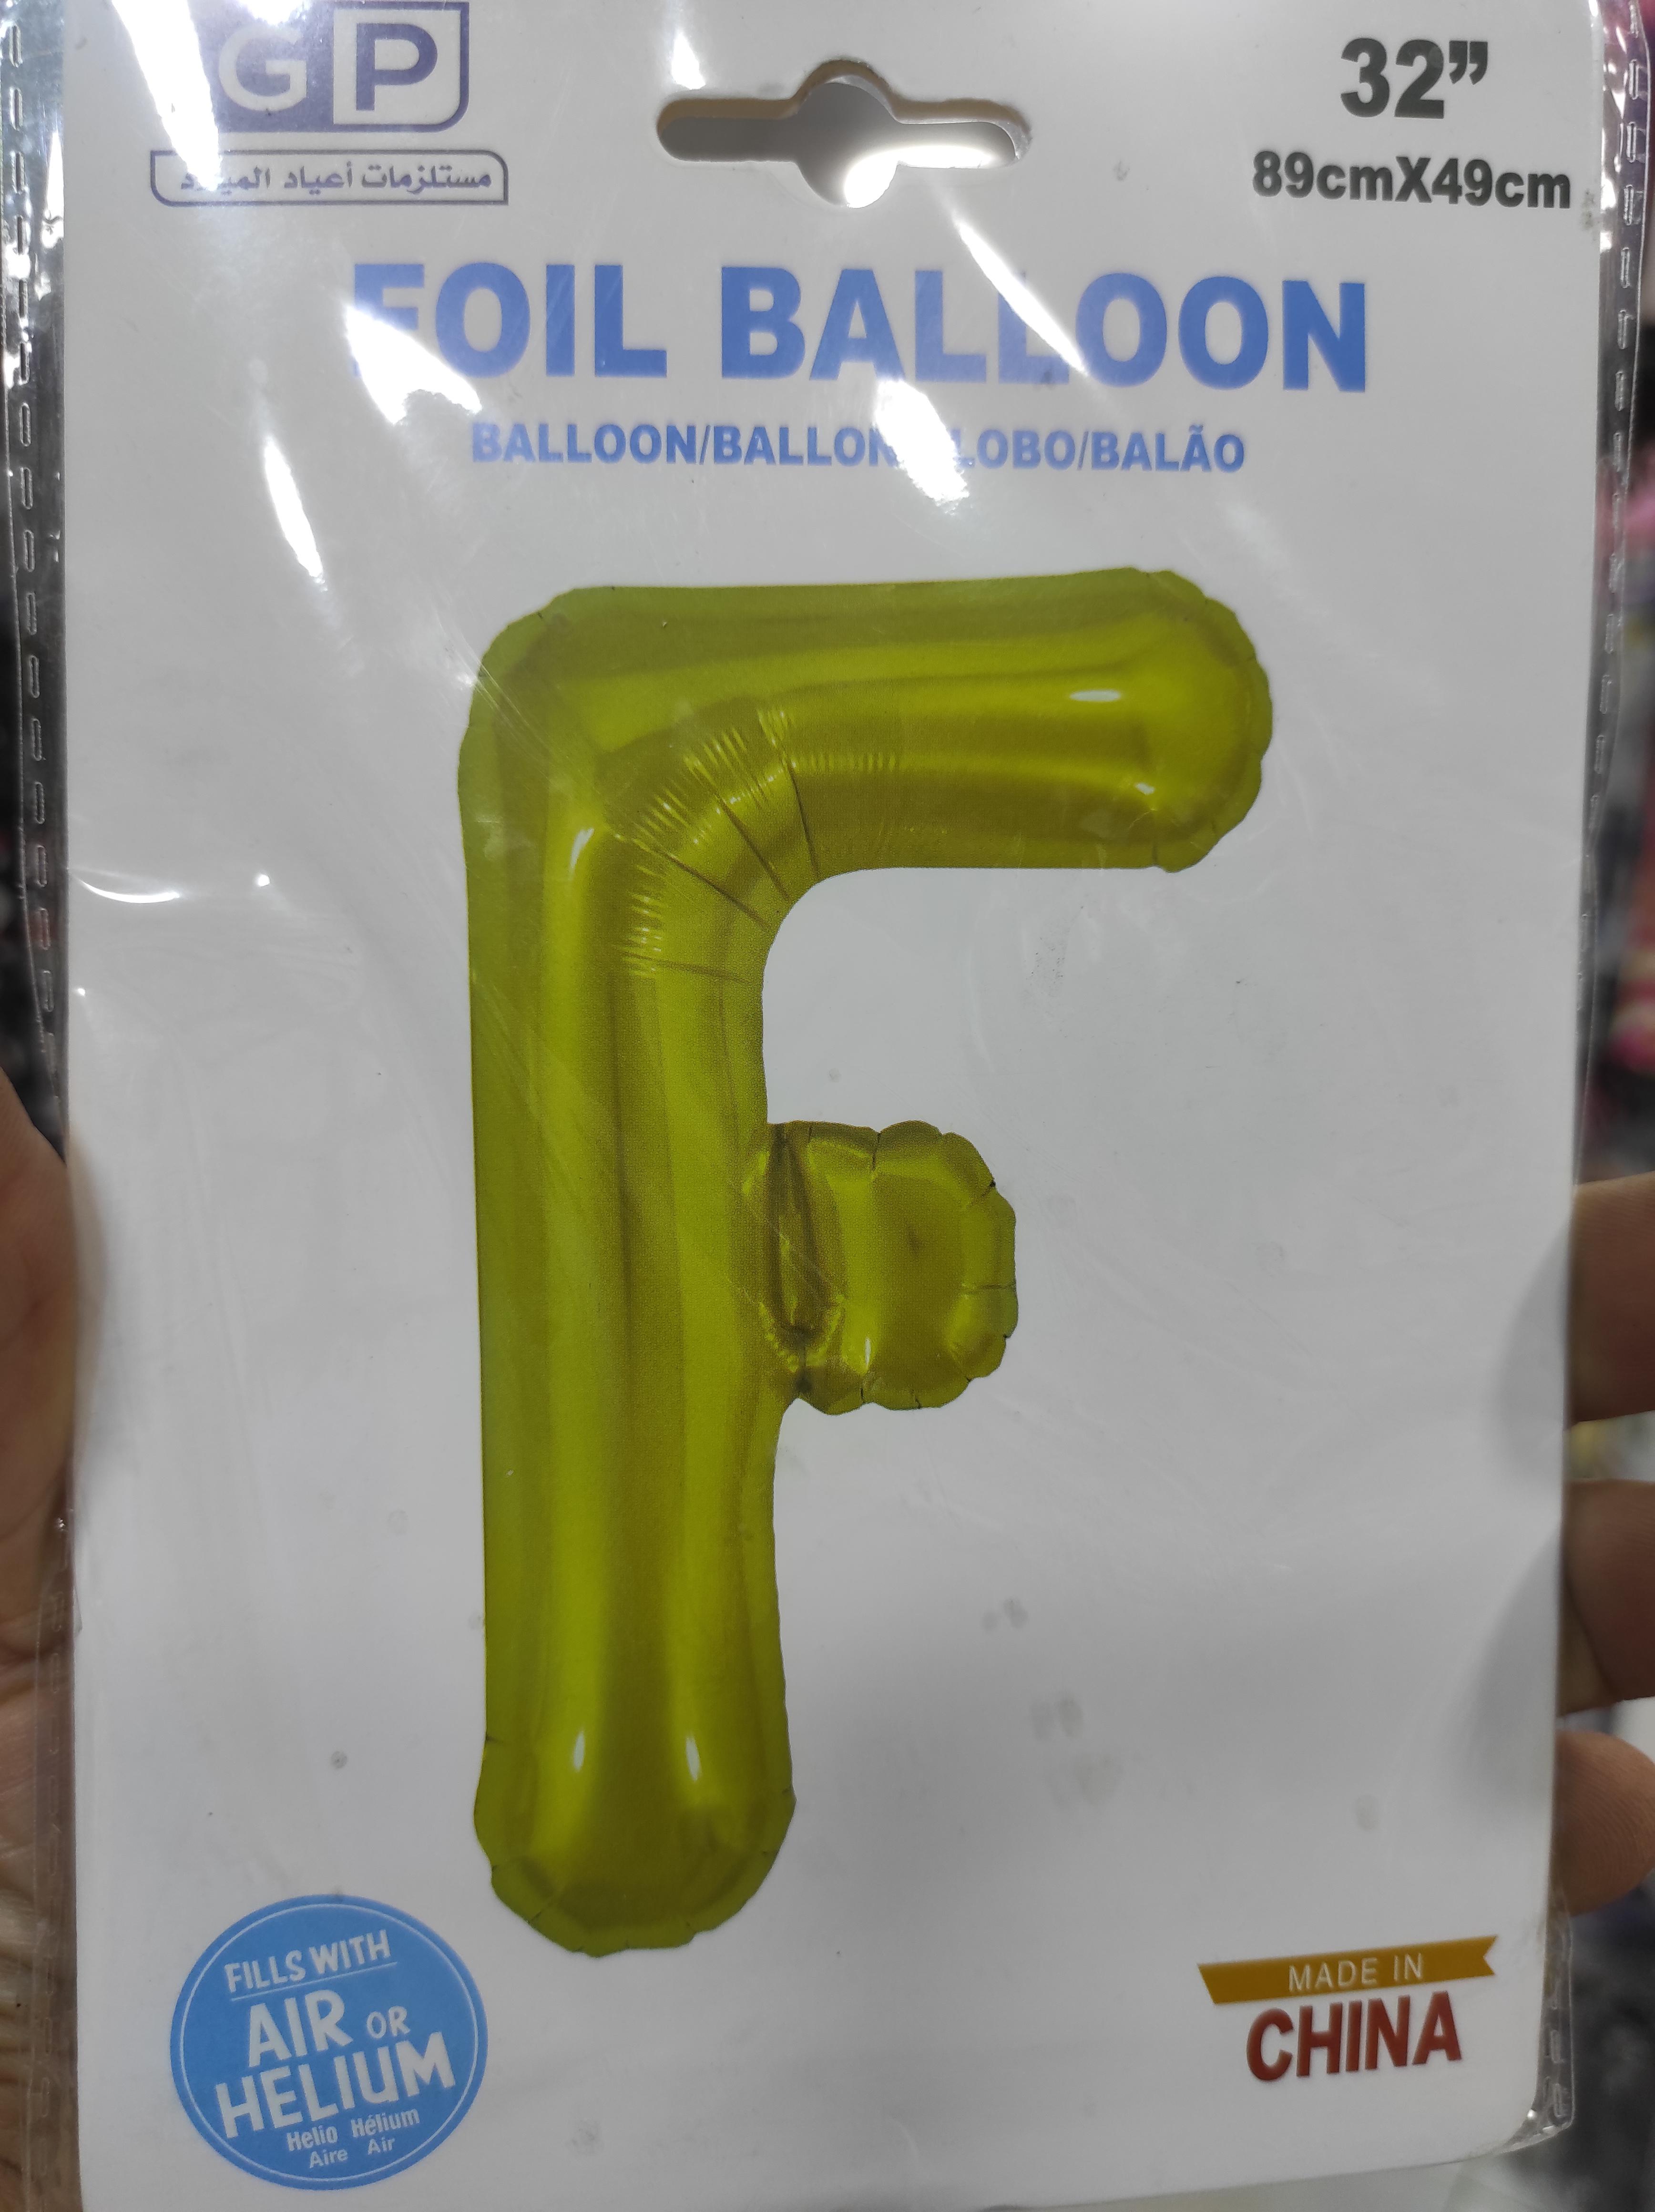 GP
32”
مستلزمات أعياد
89cmX49cm
FOIL BALLOON
BALLOON/BALLON LOBO/BALÃO
FILLS WITH
AIR OR
HELIUM
Helio Hélium
Aire Air
MADE IN
CHINA